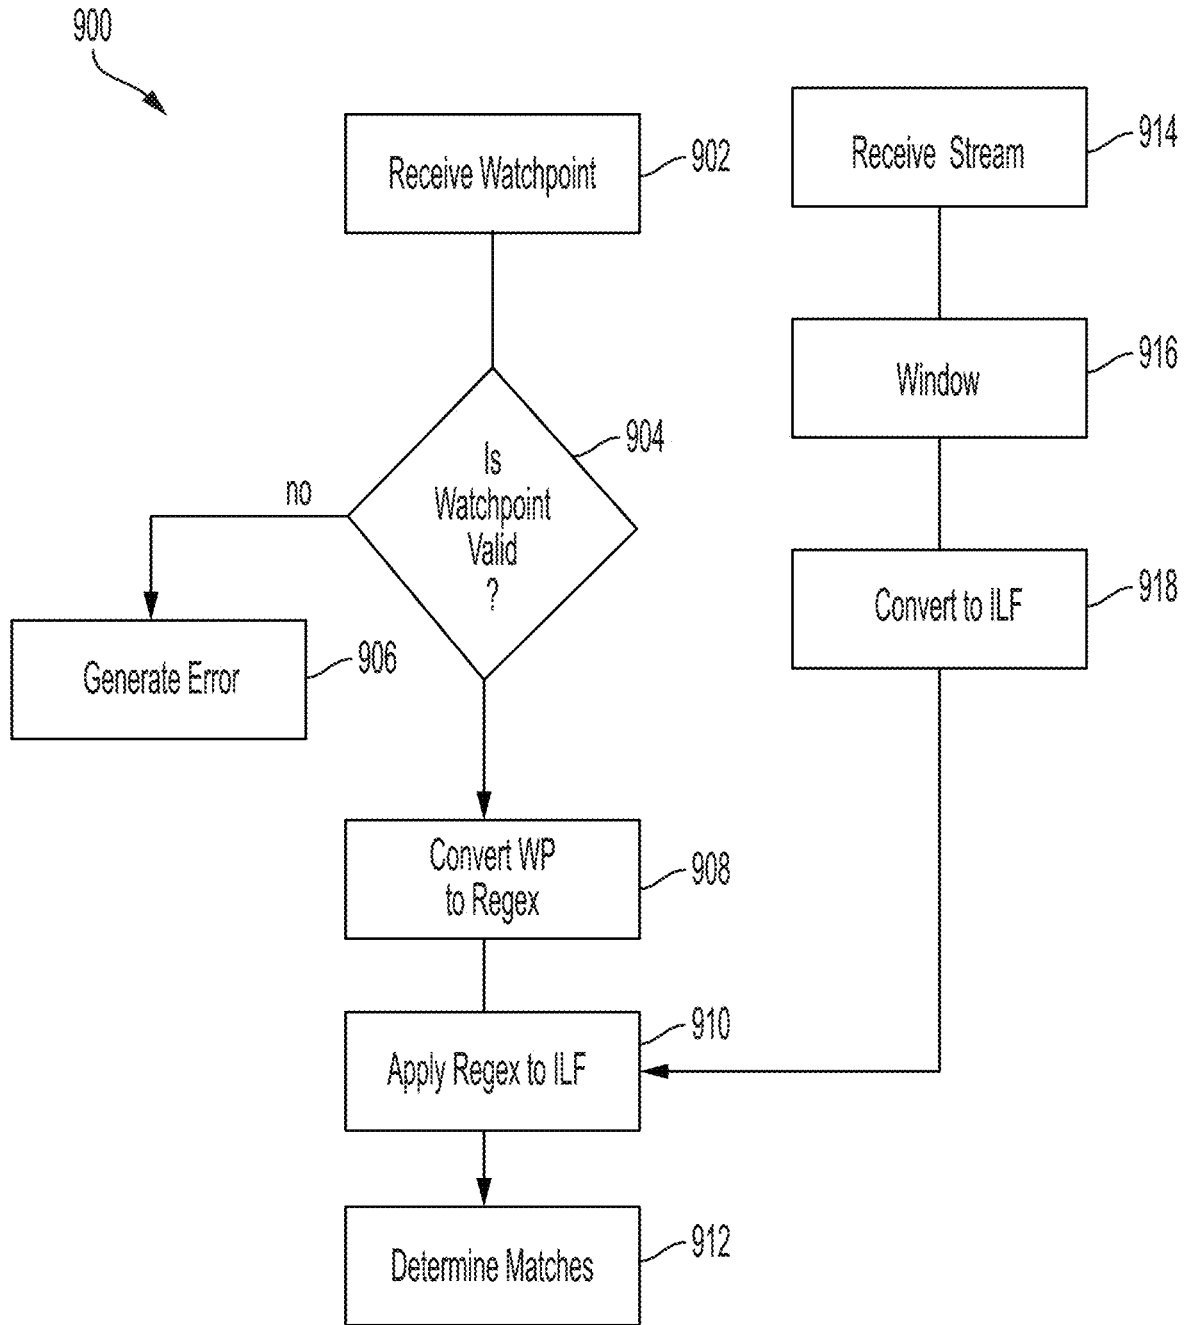 900
Receive Watchpoint
902
Receive Stream
914
Window
916
Is
Watchpoint
Valid
?
904
no
Generate Error
906
Convert to ILF
918
Convert WP
to Regex
908
Apply Regex to ILF
910
Determine Matches
912